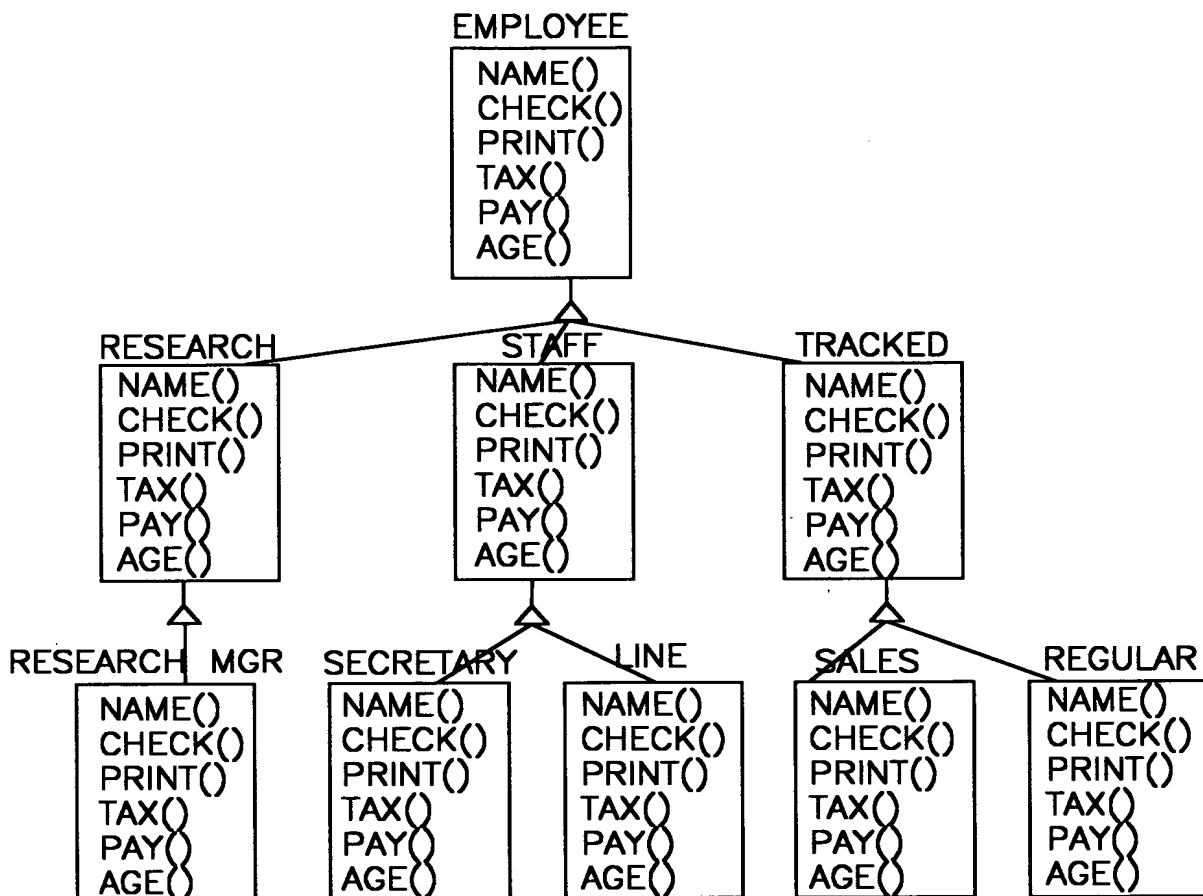 EMPLOYEE
NAME()
CHECK()
PRINT()
TAX()
PAY()
AGE()
RESEARCH
NAME()
CHECK()
PRINT()
TAX()
PAY()
AGE()
STAFF
NAME()
CHECK()
PRINT()
TAX()
PAY()
AGE()
TRACKED
NAME()
CHECK()
PRINT()
TAX()
PAY()
AGE()
RESEARCH MGR
NAME()
CHECK()
PRINT()
TAX()
PAY()
AGE()
SECRETARY
NAME()
CHECK()
PRINT()
TAX()
PAY()
AGE()
LINE
NAME()
CHECK()
PRINT()
TAX()
PAY()
AGE()
SALES
NAME()
CHECK()
PRINT()
TAX()
PAY()
AGE()
REGULAR
NAME()
CHECK()
PRINT()
TAX()
PAY()
AGE()